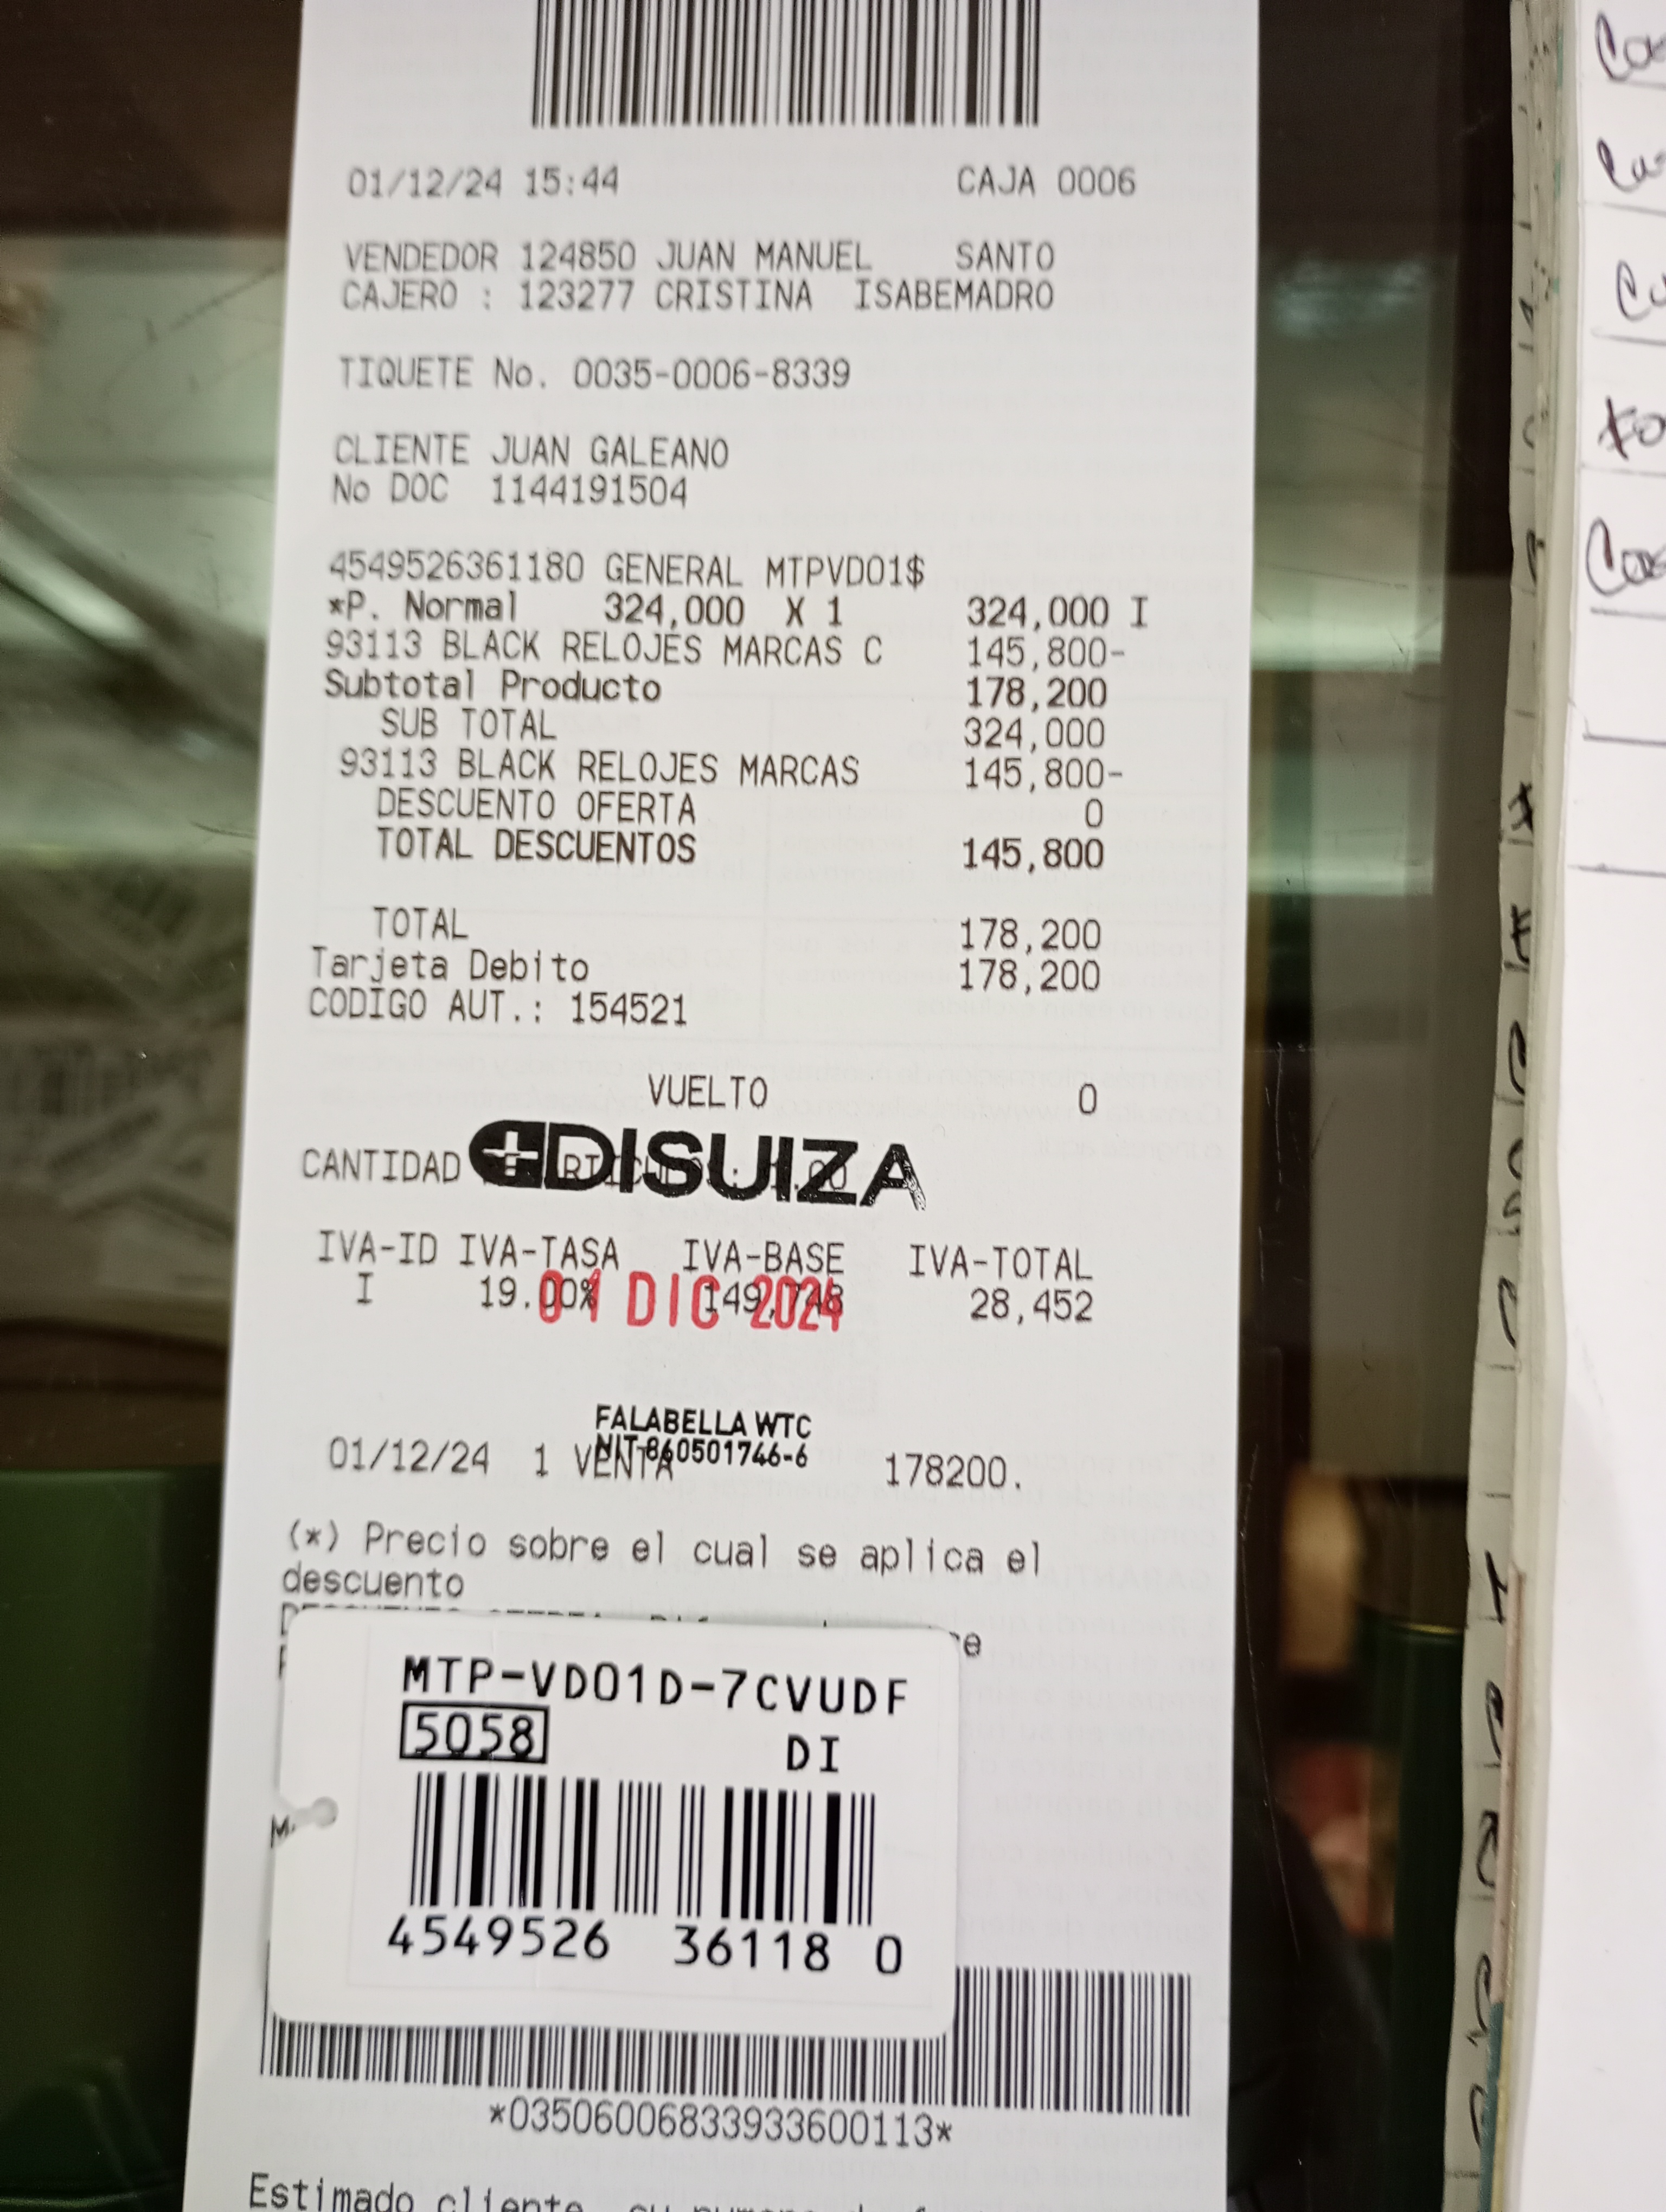 01/12/24 15:44 CAJA 0006
VENDEDOR 124850 JUAN MANUEL SANTO
CAJERO : 123277 CRISTINA ISABEMADRO
TIQUETE No. 0035-0006-8339
CLIENTE JUAN GALEANO
No DOC 1144191504
4549526361180 GENERAL MTPVD01$
*P. Normal 324,000 X 1 324,000 I
93113 BLACK RELOJES MARCAS C 145,800-
Subtotal Producto 178,200
SUB TOTAL 324,000
93113 BLACK RELOJES MARCAS 145,800-
DESCUENTO OFERTA 0
TOTAL DESCUENTOS 145,800
TOTAL 178,200
Tarjeta Debito 178,200
CODIGO AUT.: 154521
VUELTO 0
CANTIDAD
DISUIZA
IVA-ID IVA-TASA IVA-BASE IVA-TOTAL
I 19.00% 149,748 28,452
01 DIC 2024
FALABELLA WTC
NIT-860501746-6
01/12/24 1 VENTA 178200.
(*) Precio sobre el cual se aplica el
descuento
MTP-VD01D-7CVUDF
5058 DI
4549526 36118 0
*03506006833933600113*
Estimado cliente, su numero de